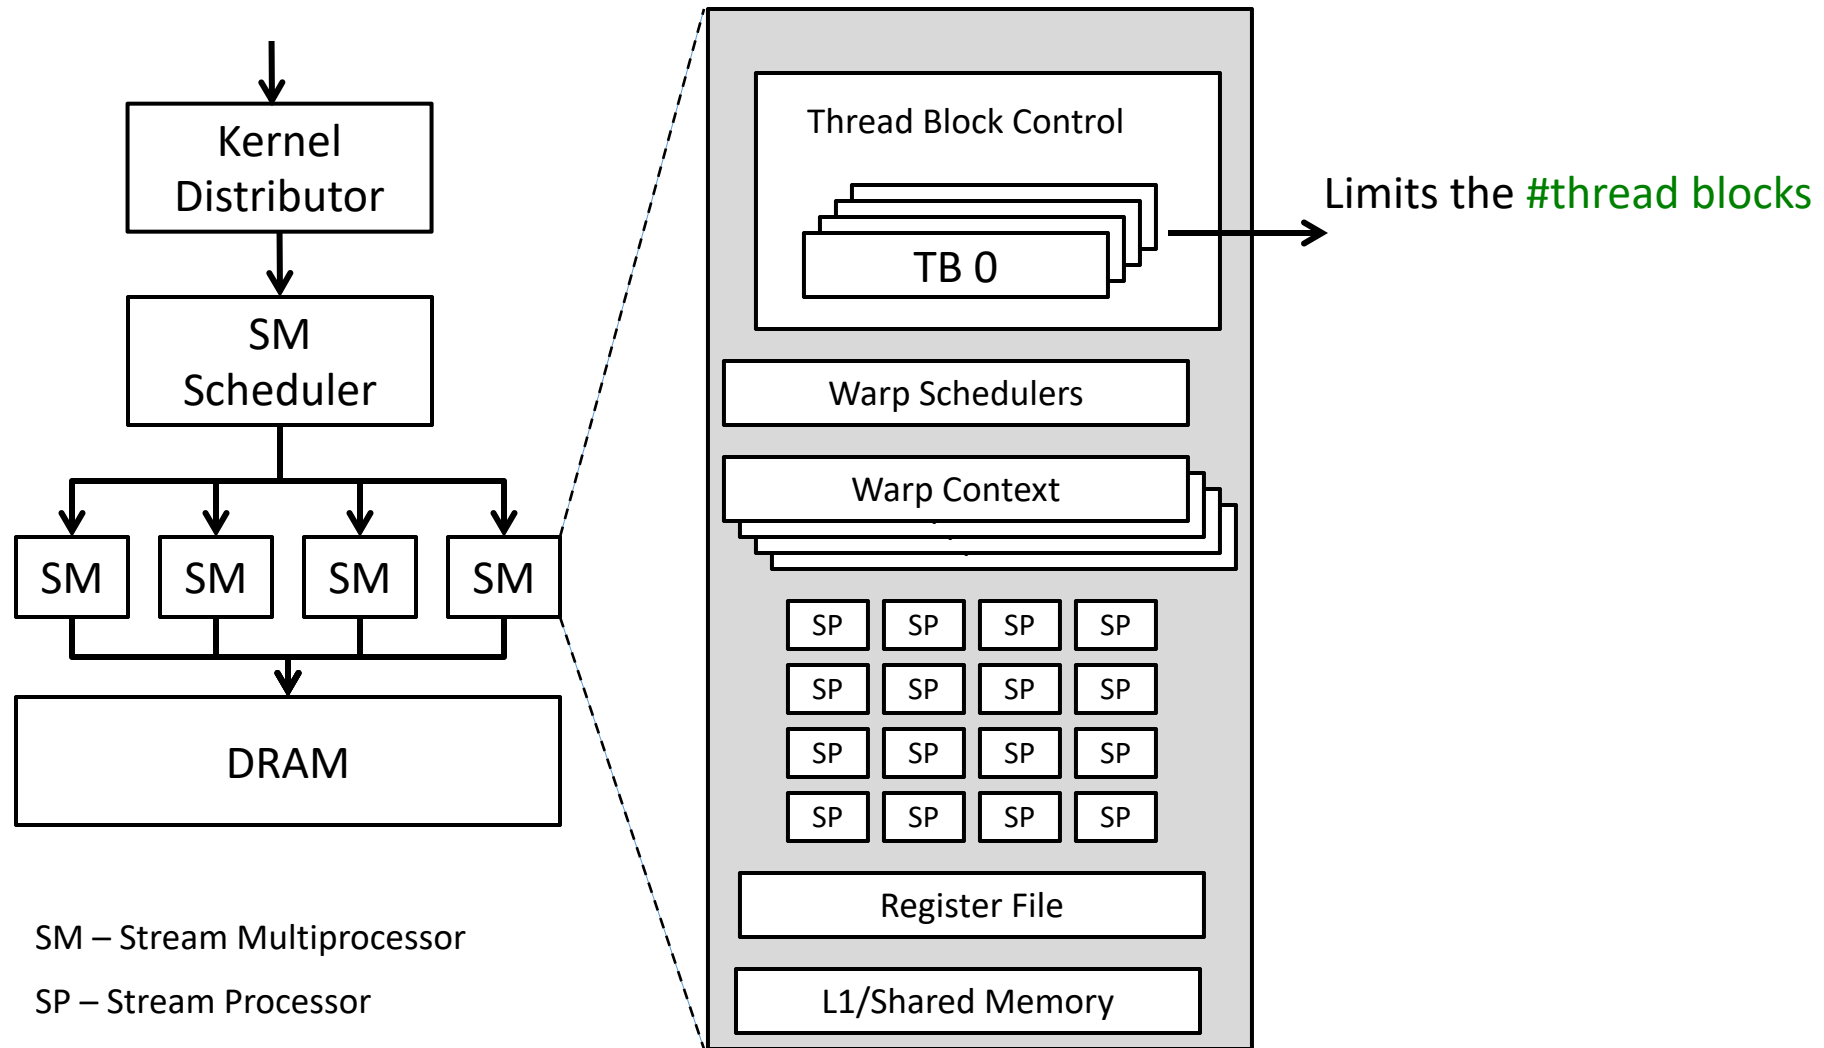 Kernel
Distributor
SM
Scheduler
SM SM SM SM
DRAM
SM – Stream Multiprocessor
SP – Stream Processor
Thread Block Control
TB 0
Limits the #thread blocks
Warp Schedulers
Warp Context
SP SP SP SP
SP SP SP SP
SP SP SP SP
SP SP SP SP
Register File
L1/Shared Memory